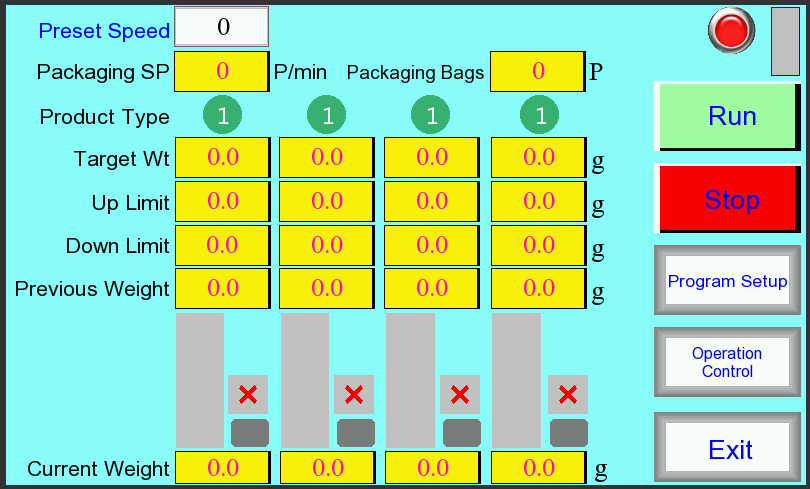 Preset Speed 0
Packaging SP 0 P/min Packaging Bags 0 P
Product Type 1 1 1 1
Run
Target Wt 0.0 0.0 0.0 0.0 g
Up Limit 0.0 0.0 0.0 0.0 g
Stop
Down Limit 0.0 0.0 0.0 0.0 g
Previous Weight 0.0 0.0 0.0 0.0 g
Program Setup
Operation
Control
Current Weight 0.0 0.0 0.0 0.0 g
Exit